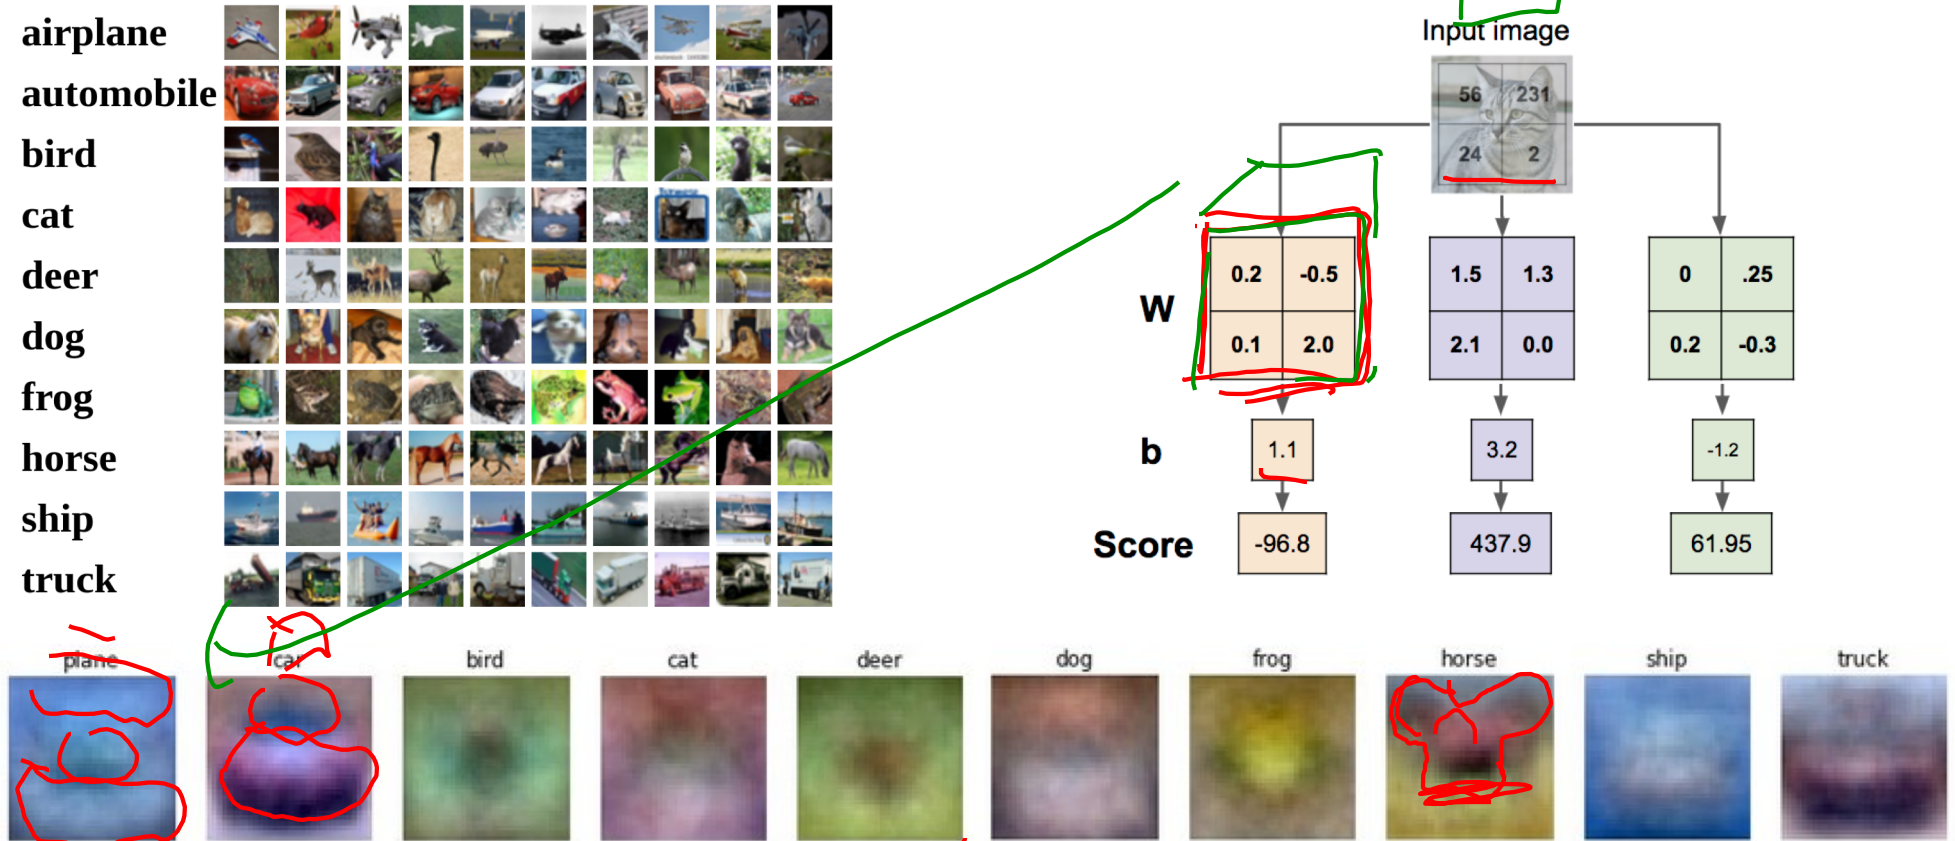 airplane
automobile
bird
cat
deer
dog
frog
horse
ship
truck
Input image
56 231
24 2
W
0.2 -0.5 1.5 1.3 0 .25
0.1 2.0 2.1 0.0 0.2 -0.3
b 1.1 3.2 -1.2
Score -96.8 437.9 61.95
plane car bird cat deer dog frog horse ship truck